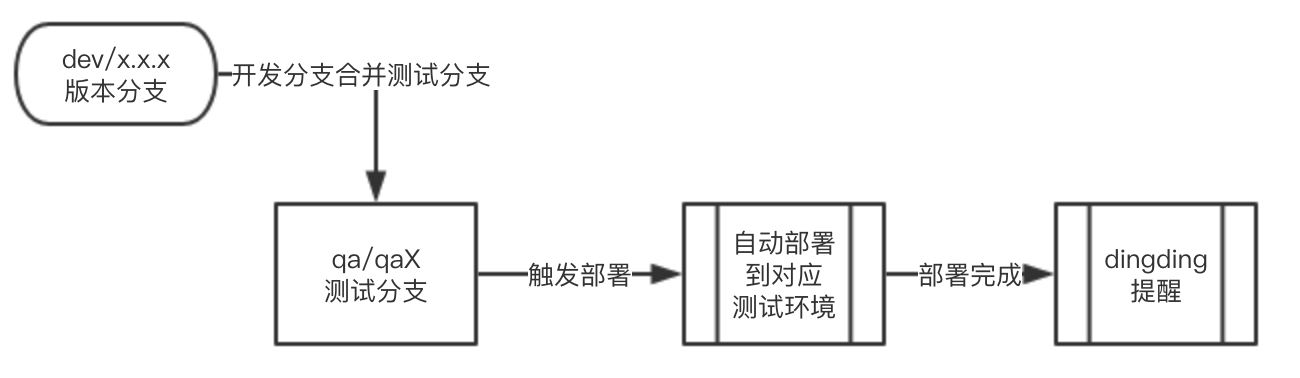 dev/x.x.x
版本分支
开发分支合并测试分支
qa/qaX
测试分支
触发部署
自动部署
到对应
测试环境
部署完成
dingding
提醒